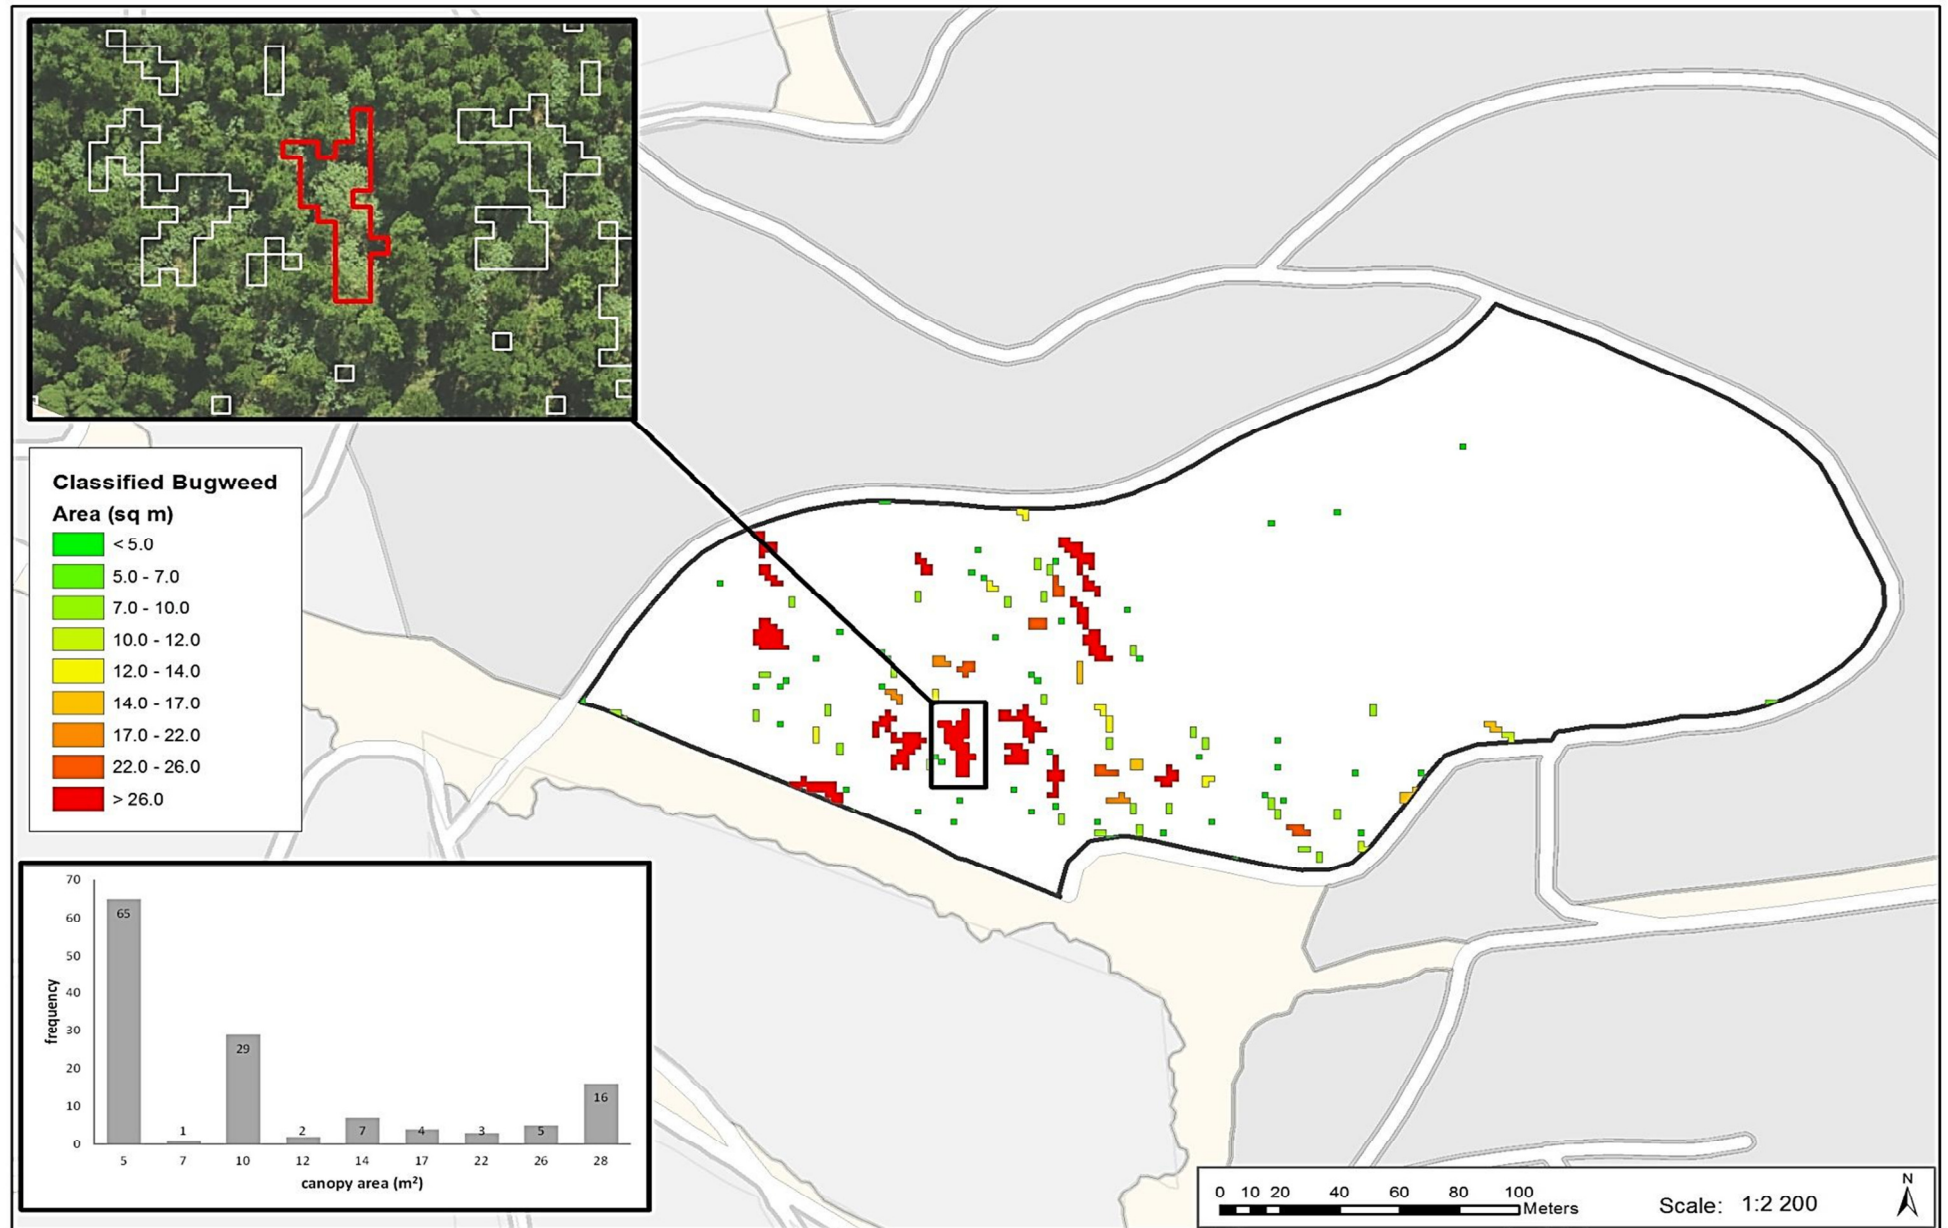 Classified Bugweed
Area (sq m)
< 5.0
5.0 - 7.0
7.0 - 10.0
10.0 - 12.0
12.0 - 14.0
14.0 - 17.0
17.0 - 22.0
22.0 - 26.0
> 26.0
70
60
50
40
30
20
10
0
frequency
65
1
29
2
7
4
3
5
16
5 7 10 12 14 17 22 26 28
canopy area (m²)
0 10 20 40 60 80 100
Meters
Scale: 1:2 200
N